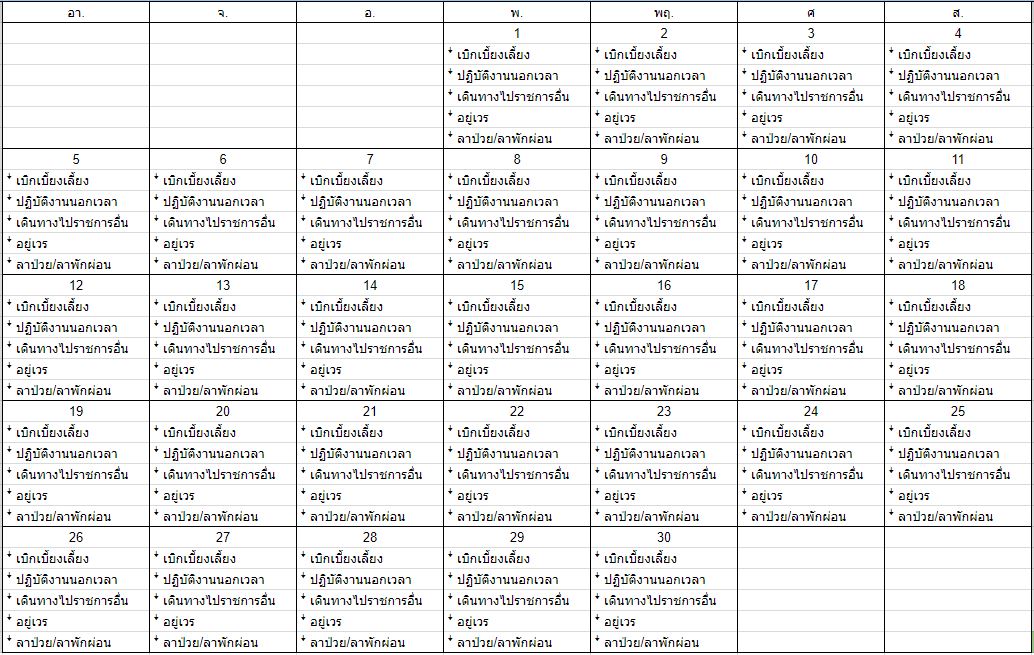 อา. จ. อ. พ. พฤ. ศ ส.
1 2 3 4
* เบิกเบี้ยงเลี้ยง * เบิกเบี้ยงเลี้ยง * เบิกเบี้ยงเลี้ยง * เบิกเบี้ยงเลี้ยง
* ปฏิบัติงานนอกเวลา * ปฏิบัติงานนอกเวลา * ปฏิบัติงานนอกเวลา * ปฏิบัติงานนอกเวลา
* เดินทางไปราชการอื่น * เดินทางไปราชการอื่น * เดินทางไปราชการอื่น * เดินทางไปราชการอื่น
* อยู่เวร * อยู่เวร * อยู่เวร * อยู่เวร
* ลาป่วย/ลาพักผ่อน * ลาป่วย/ลาพักผ่อน * ลาป่วย/ลาพักผ่อน * ลาป่วย/ลาพักผ่อน
5 6 7 8 9 10 11
* เบิกเบี้ยงเลี้ยง * เบิกเบี้ยงเลี้ยง * เบิกเบี้ยงเลี้ยง * เบิกเบี้ยงเลี้ยง * เบิกเบี้ยงเลี้ยง * เบิกเบี้ยงเลี้ยง * เบิกเบี้ยงเลี้ยง
* ปฏิบัติงานนอกเวลา * ปฏิบัติงานนอกเวลา * ปฏิบัติงานนอกเวลา * ปฏิบัติงานนอกเวลา * ปฏิบัติงานนอกเวลา * ปฏิบัติงานนอกเวลา * ปฏิบัติงานนอกเวลา
* เดินทางไปราชการอื่น * เดินทางไปราชการอื่น * เดินทางไปราชการอื่น * เดินทางไปราชการอื่น * เดินทางไปราชการอื่น * เดินทางไปราชการอื่น * เดินทางไปราชการอื่น
* อยู่เวร * อยู่เวร * อยู่เวร * อยู่เวร * อยู่เวร * อยู่เวร * อยู่เวร
* ลาป่วย/ลาพักผ่อน * ลาป่วย/ลาพักผ่อน * ลาป่วย/ลาพักผ่อน * ลาป่วย/ลาพักผ่อน * ลาป่วย/ลาพักผ่อน * ลาป่วย/ลาพักผ่อน * ลาป่วย/ลาพักผ่อน
12 13 14 15 16 17 18
* เบิกเบี้ยงเลี้ยง * เบิกเบี้ยงเลี้ยง * เบิกเบี้ยงเลี้ยง * เบิกเบี้ยงเลี้ยง * เบิกเบี้ยงเลี้ยง * เบิกเบี้ยงเลี้ยง * เบิกเบี้ยงเลี้ยง
* ปฏิบัติงานนอกเวลา * ปฏิบัติงานนอกเวลา * ปฏิบัติงานนอกเวลา * ปฏิบัติงานนอกเวลา * ปฏิบัติงานนอกเวลา * ปฏิบัติงานนอกเวลา * ปฏิบัติงานนอกเวลา
* เดินทางไปราชการอื่น * เดินทางไปราชการอื่น * เดินทางไปราชการอื่น * เดินทางไปราชการอื่น * เดินทางไปราชการอื่น * เดินทางไปราชการอื่น * เดินทางไปราชการอื่น
* อยู่เวร * อยู่เวร * อยู่เวร * อยู่เวร * อยู่เวร * อยู่เวร * อยู่เวร
* ลาป่วย/ลาพักผ่อน * ลาป่วย/ลาพักผ่อน * ลาป่วย/ลาพักผ่อน * ลาป่วย/ลาพักผ่อน * ลาป่วย/ลาพักผ่อน * ลาป่วย/ลาพักผ่อน * ลาป่วย/ลาพักผ่อน
19 20 21 22 23 24 25
* เบิกเบี้ยงเลี้ยง * เบิกเบี้ยงเลี้ยง * เบิกเบี้ยงเลี้ยง * เบิกเบี้ยงเลี้ยง * เบิกเบี้ยงเลี้ยง * เบิกเบี้ยงเลี้ยง * เบิกเบี้ยงเลี้ยง
* ปฏิบัติงานนอกเวลา * ปฏิบัติงานนอกเวลา * ปฏิบัติงานนอกเวลา * ปฏิบัติงานนอกเวลา * ปฏิบัติงานนอกเวลา * ปฏิบัติงานนอกเวลา * ปฏิบัติงานนอกเวลา
* เดินทางไปราชการอื่น * เดินทางไปราชการอื่น * เดินทางไปราชการอื่น * เดินทางไปราชการอื่น * เดินทางไปราชการอื่น * เดินทางไปราชการอื่น * เดินทางไปราชการอื่น
* อยู่เวร * อยู่เวร * อยู่เวร * อยู่เวร * อยู่เวร * อยู่เวร * อยู่เวร
* ลาป่วย/ลาพักผ่อน * ลาป่วย/ลาพักผ่อน * ลาป่วย/ลาพักผ่อน * ลาป่วย/ลาพักผ่อน * ลาป่วย/ลาพักผ่อน * ลาป่วย/ลาพักผ่อน * ลาป่วย/ลาพักผ่อน
26 27 28 29 30
* เบิกเบี้ยงเลี้ยง * เบิกเบี้ยงเลี้ยง * เบิกเบี้ยงเลี้ยง * เบิกเบี้ยงเลี้ยง * เบิกเบี้ยงเลี้ยง
* ปฏิบัติงานนอกเวลา * ปฏิบัติงานนอกเวลา * ปฏิบัติงานนอกเวลา * ปฏิบัติงานนอกเวลา * ปฏิบัติงานนอกเวลา
* เดินทางไปราชการอื่น * เดินทางไปราชการอื่น * เดินทางไปราชการอื่น * เดินทางไปราชการอื่น * เดินทางไปราชการอื่น
* อยู่เวร * อยู่เวร * อยู่เวร * อยู่เวร * อยู่เวร
* ลาป่วย/ลาพักผ่อน * ลาป่วย/ลาพักผ่อน * ลาป่วย/ลาพักผ่อน * ลาป่วย/ลาพักผ่อน * ลาป่วย/ลาพักผ่อน